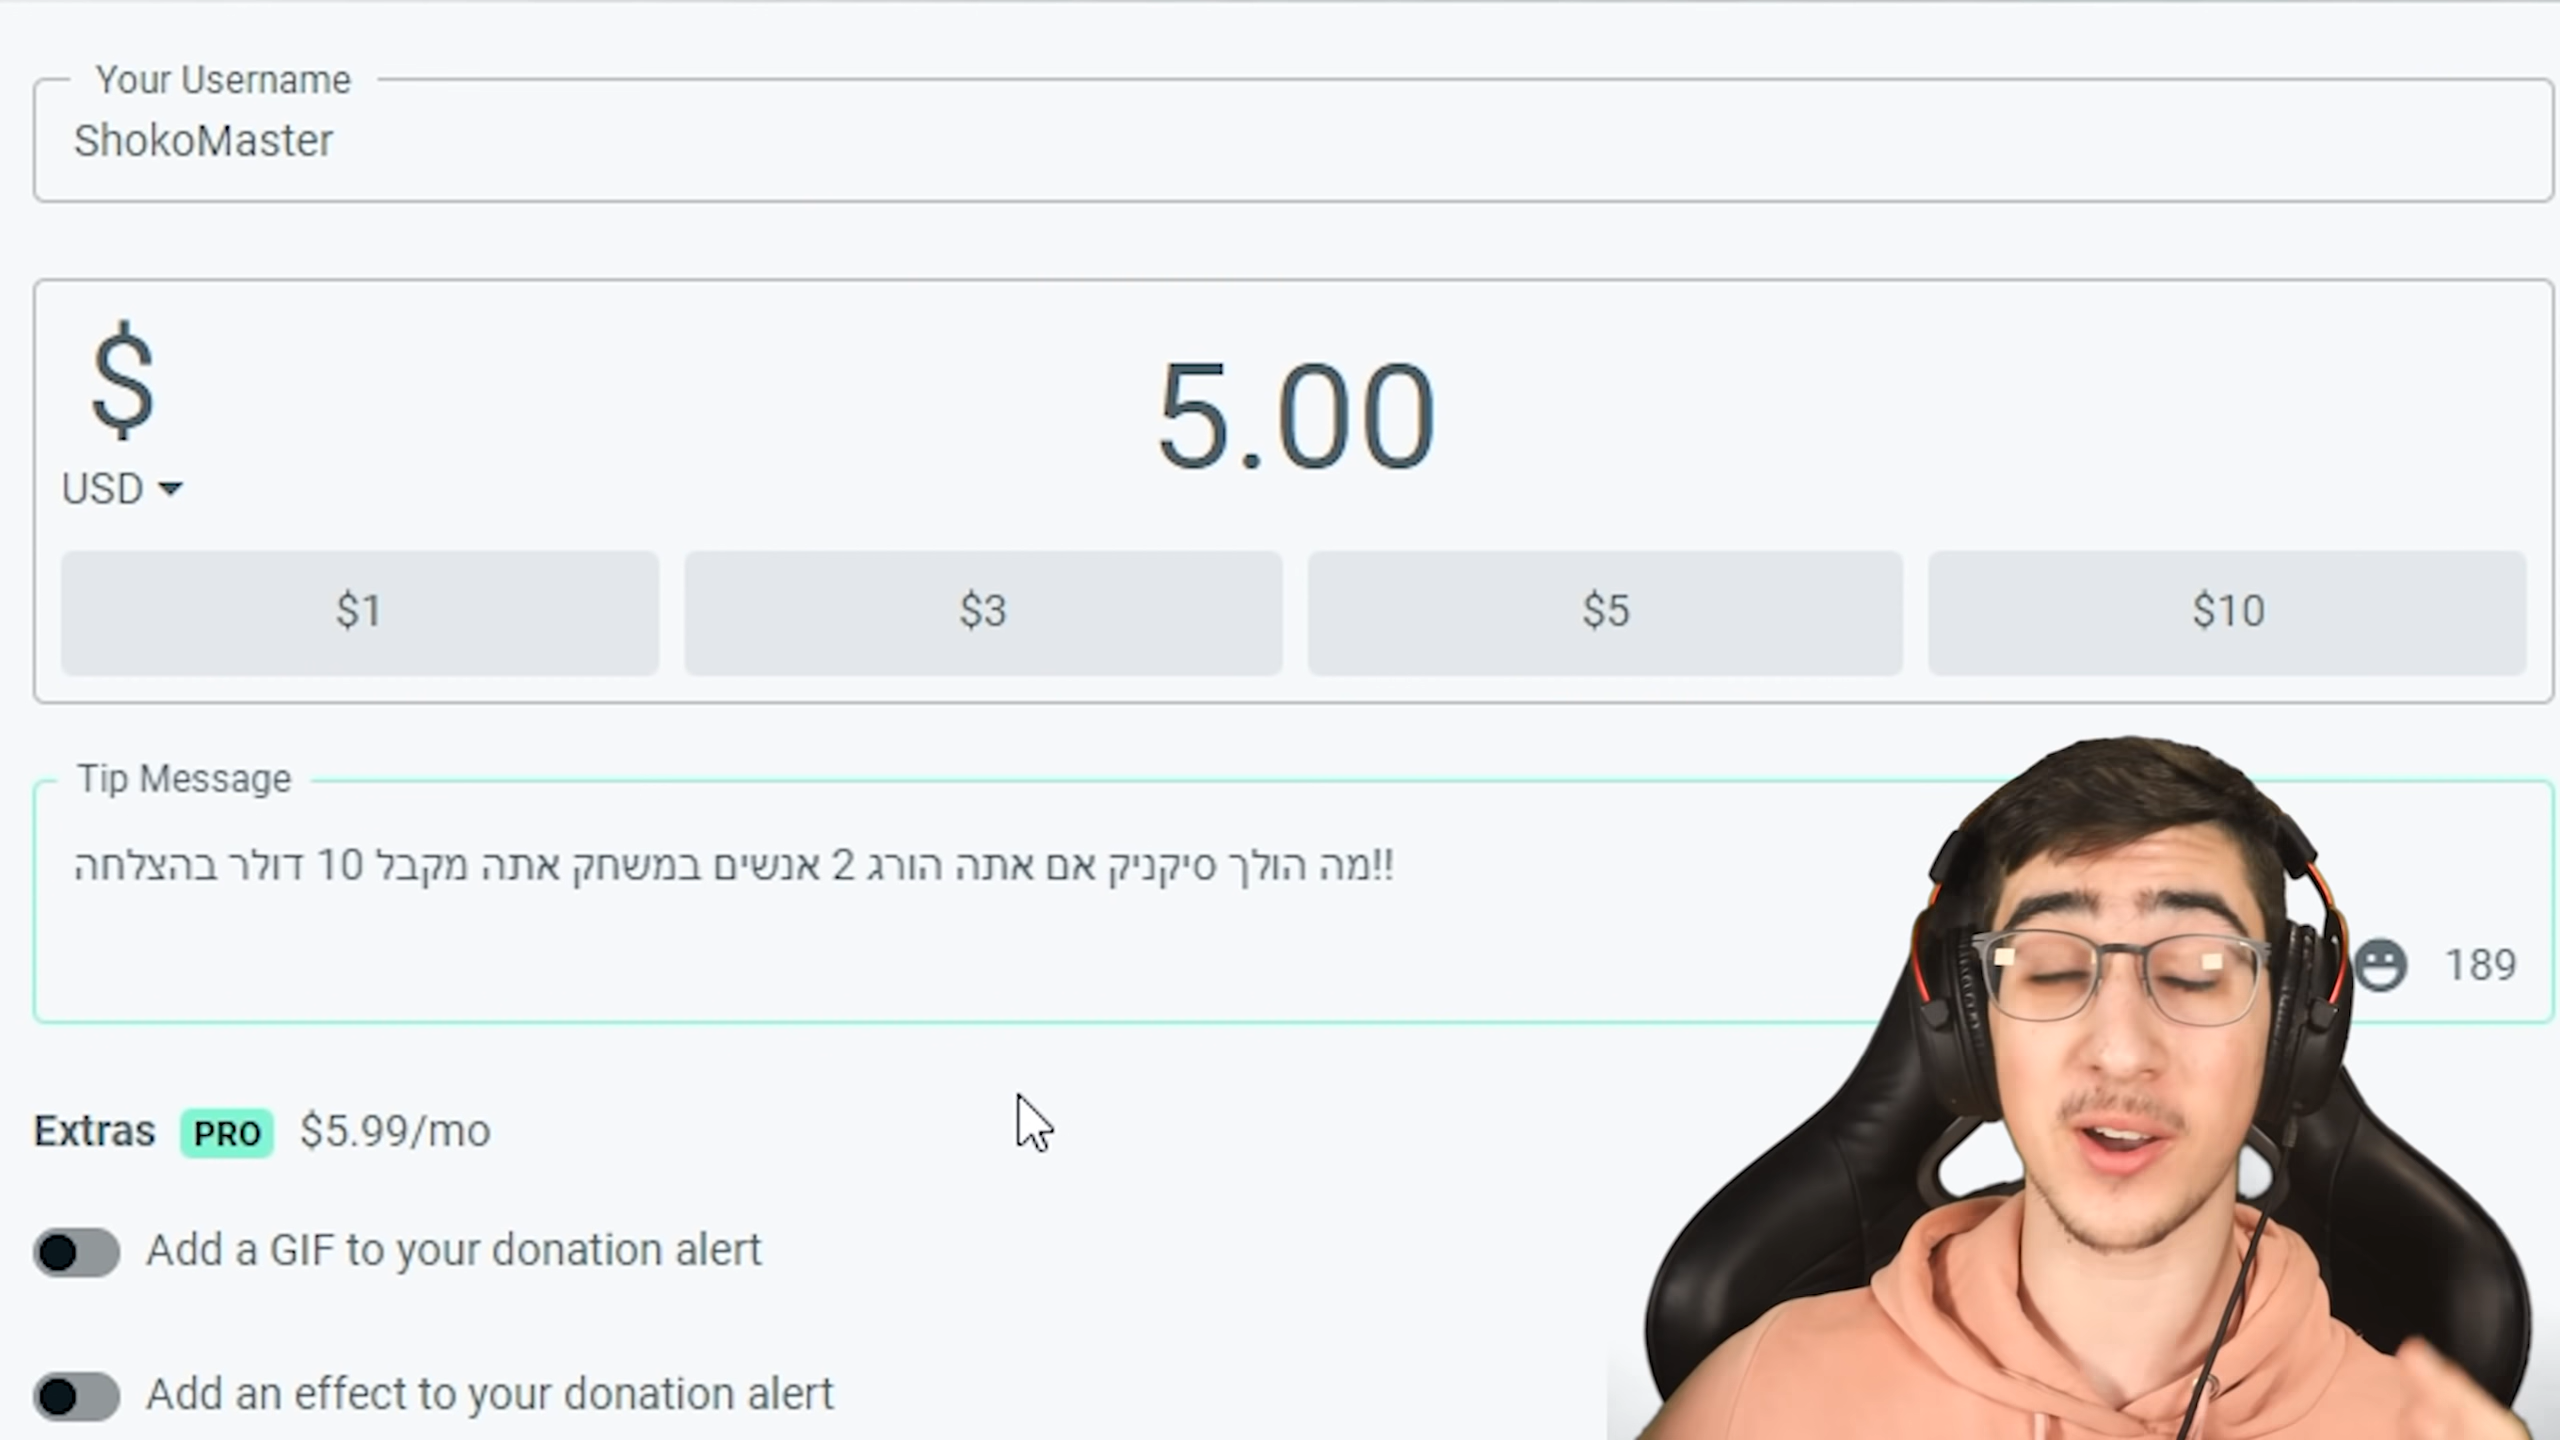 Your Username
ShokoMaster
$
5.00
USD
$1
$3
$5
$10
Tip Message
מה הולך סיקניק אם אתה הורג 2 אנשים במשחק אתה מקבל 10 דולר בהצלחה!!
189
Extras PRO $5.99/mo
Add a GIF to your donation alert
Add an effect to your donation alert